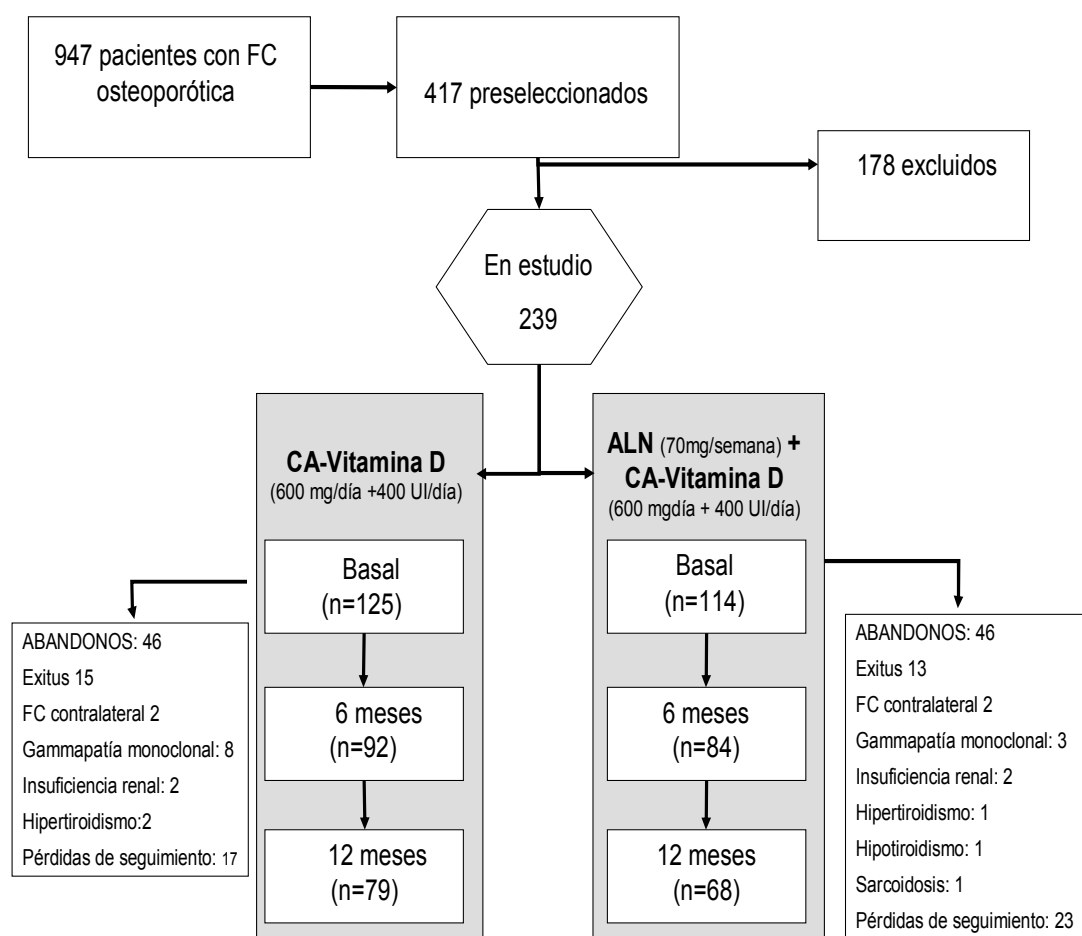 947 pacientes con FC
osteoporótica
417 preseleccionados
178 excluidos
En estudio
239
CA-Vitamina D
(600 mg/día +400 UI/día)
ALN (70mg/semana) +
CA-Vitamina D
(600 mgdía + 400 UI/día)
Basal
(n=125)
Basal
(n=114)
ABANDONOS: 46
Exitus 15
FC contralateral 2
Gammapatía monoclonal: 8
Insuficiencia renal: 2
Hipertiroidismo:2
Pérdidas de seguimiento: 17
6 meses
(n=92)
6 meses
(n=84)
12 meses
(n=79)
12 meses
(n=68)
ABANDONOS: 46
Exitus 13
FC contralateral 2
Gammapatía monoclonal: 3
Insuficiencia renal: 2
Hipertiroidismo: 1
Hipotiroidismo: 1
Sarcoidosis: 1
Pérdidas de seguimiento: 23